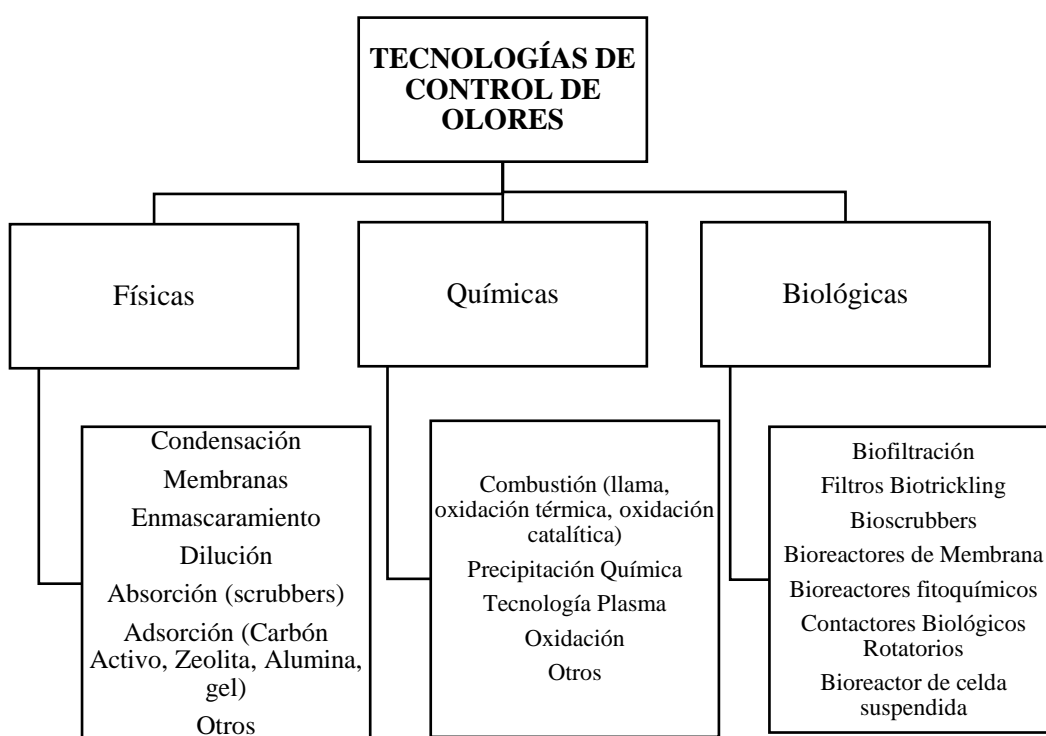 TECNOLOGÍAS DE
CONTROL DE
OLORES
Físicas
Químicas
Biológicas
Condensación
Membranas
Enmascaramiento
Dilución
Absorción (scrubbers)
Adsorción (Carbón
Activo, Zeolita, Alumina,
gel)
Otros
Combustión (llama,
oxidación térmica, oxidación
catalítica)
Precipitación Química
Tecnología Plasma
Oxidación
Otros
Biofiltración
Filtros Biotrickling
Bioscrubbers
Bioreactores de Membrana
Bioreactores fitoquímicos
Contactores Biológicos
Rotatorios
Bioreactor de celda
suspendida